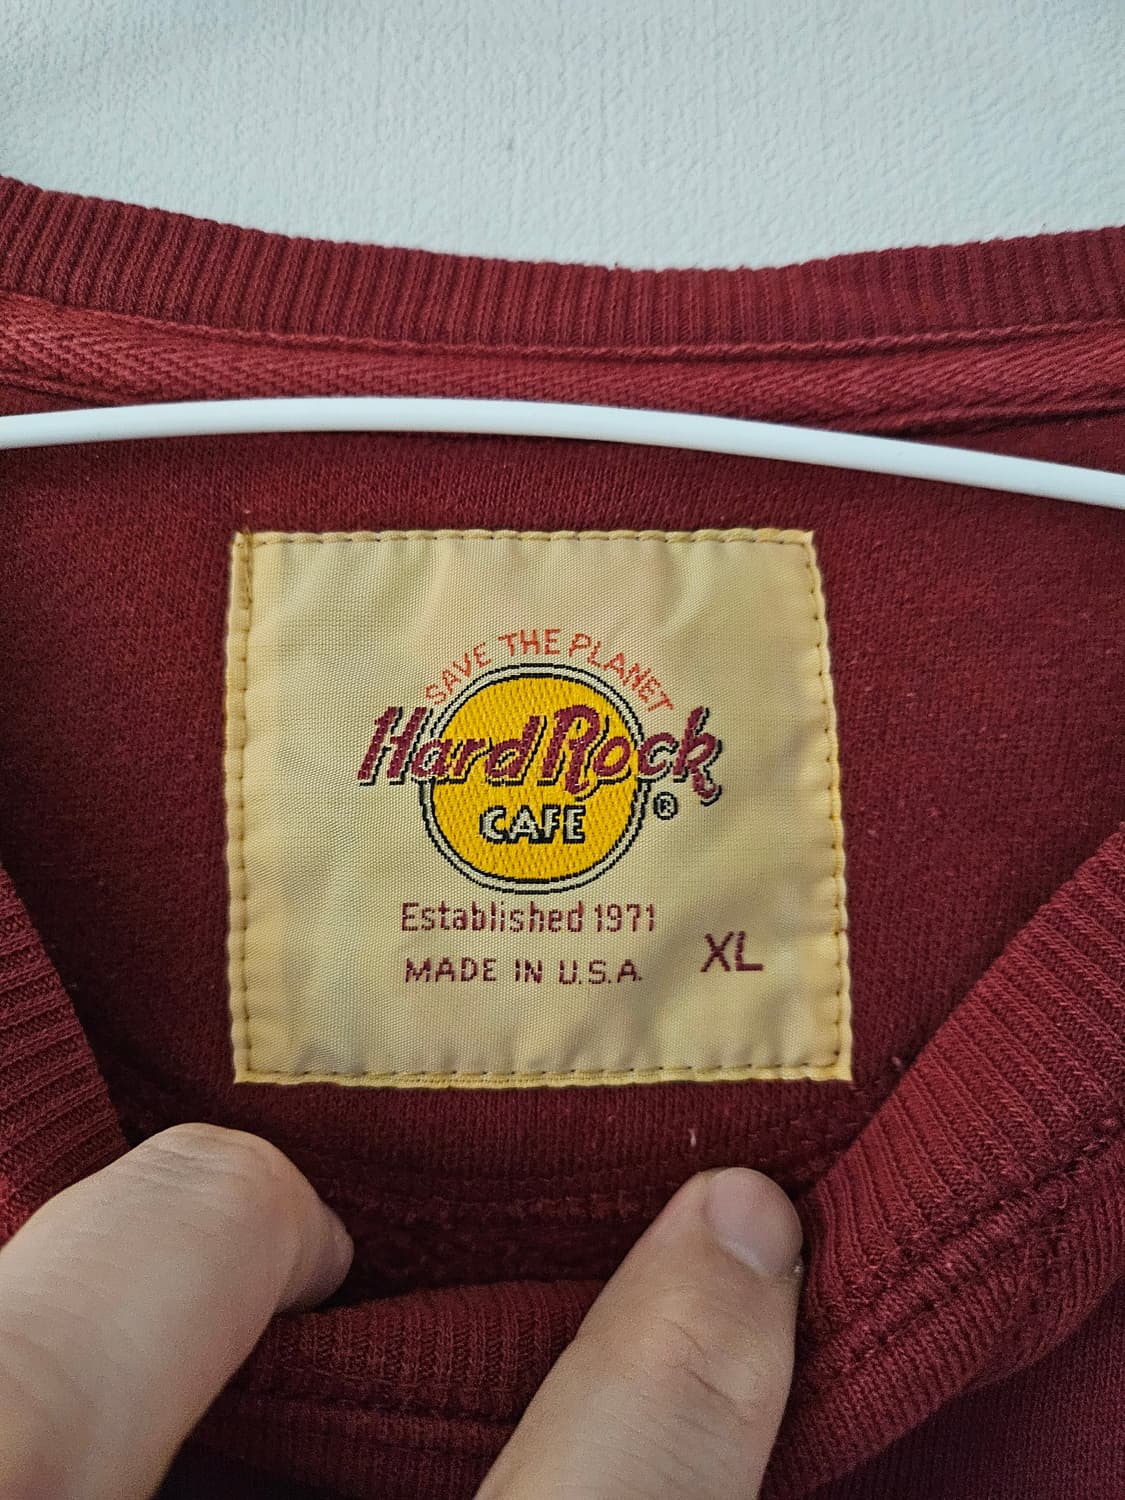 SAVE THE PLANET
Hard Rock
CAFE ®
Established 1971
MADE IN U.S.A.
XL